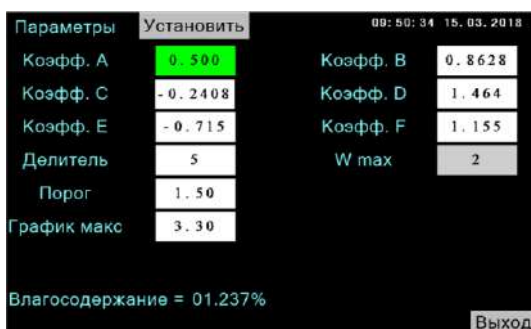 Параметры Установить 09:50:34 15.03.2018
Коэфф. A 0.500 Коэфф. B 0.8628
Коэфф. C -0.2408 Коэфф. D 1.464
Коэфф. E -0.715 Коэфф. F 1.155
Делитель 5 W max 2
Порог 1.50
График макс 3.30
Влагосодержание = 01.237%
Выход